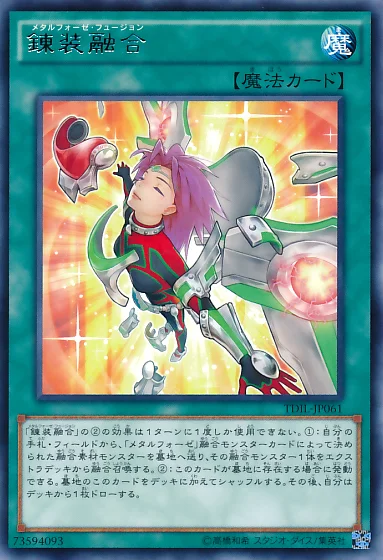 メタルフォーゼ・フュージョン
錬装融合
魔
【魔法カード】
TDIL-JP061
「錬装融合」の②の効果は1ターンに1度しか使用できない。①:自分の
手札・フィールドから、「メタルフォーゼ」融合モンスターカードによって決め
られた融合素材モンスターを墓地へ送り、その融合モンスター1体をエクス
トラデッキから融合召喚する。②:このカードが墓地に存在する場合に発動
できる。墓地のこのカードをデッキに加えてシャッフルする。その後、自分は
デッキから1枚ドローする。
73594093
©高橋和希 スタジオ・ダイス/集英社